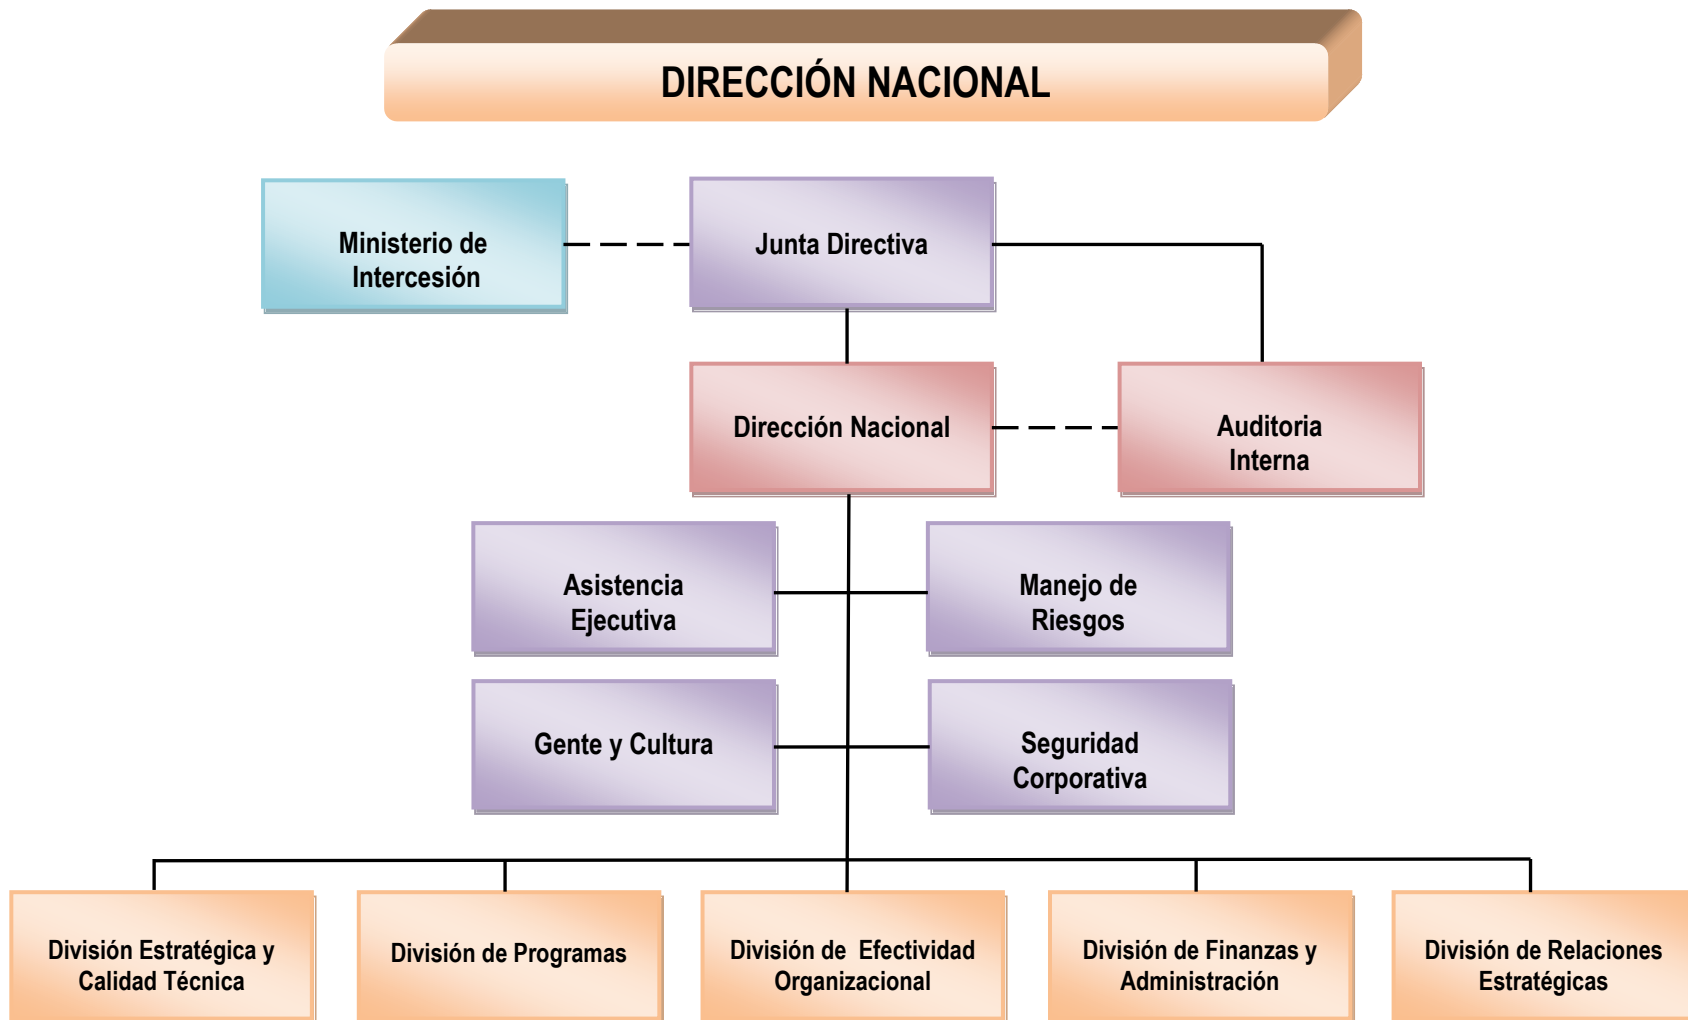 DIRECCIÓN NACIONAL
Ministerio de
Intercesión
Junta Directiva
Dirección Nacional
Auditoria
Interna
Asistencia
Ejecutiva
Manejo de
Riesgos
Gente y Cultura
Seguridad
Corporativa
División Estratégica y
Calidad Técnica
División de Programas
División de  Efectividad
Organizacional
División de Finanzas y
Administración
División de Relaciones
Estratégicas